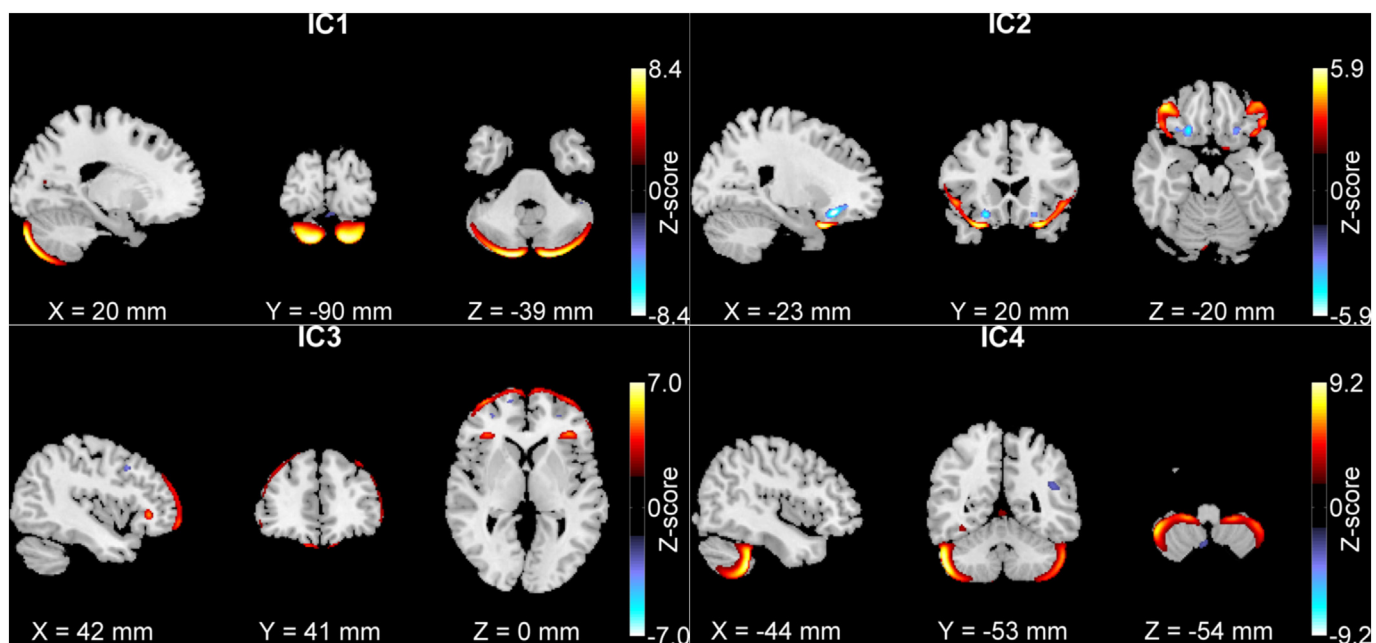 IC1
8.4
Z-score
0
-8.4
X = 20 mm
Y = -90 mm
Z = -39 mm
IC2
5.9
Z-score
0
-5.9
X = -23 mm
Y = 20 mm
Z = -20 mm
IC3
7.0
Z-score
0
-7.0
X = 42 mm
Y = 41 mm
Z = 0 mm
IC4
9.2
Z-score
0
-9.2
X = -44 mm
Y = -53 mm
Z = -54 mm